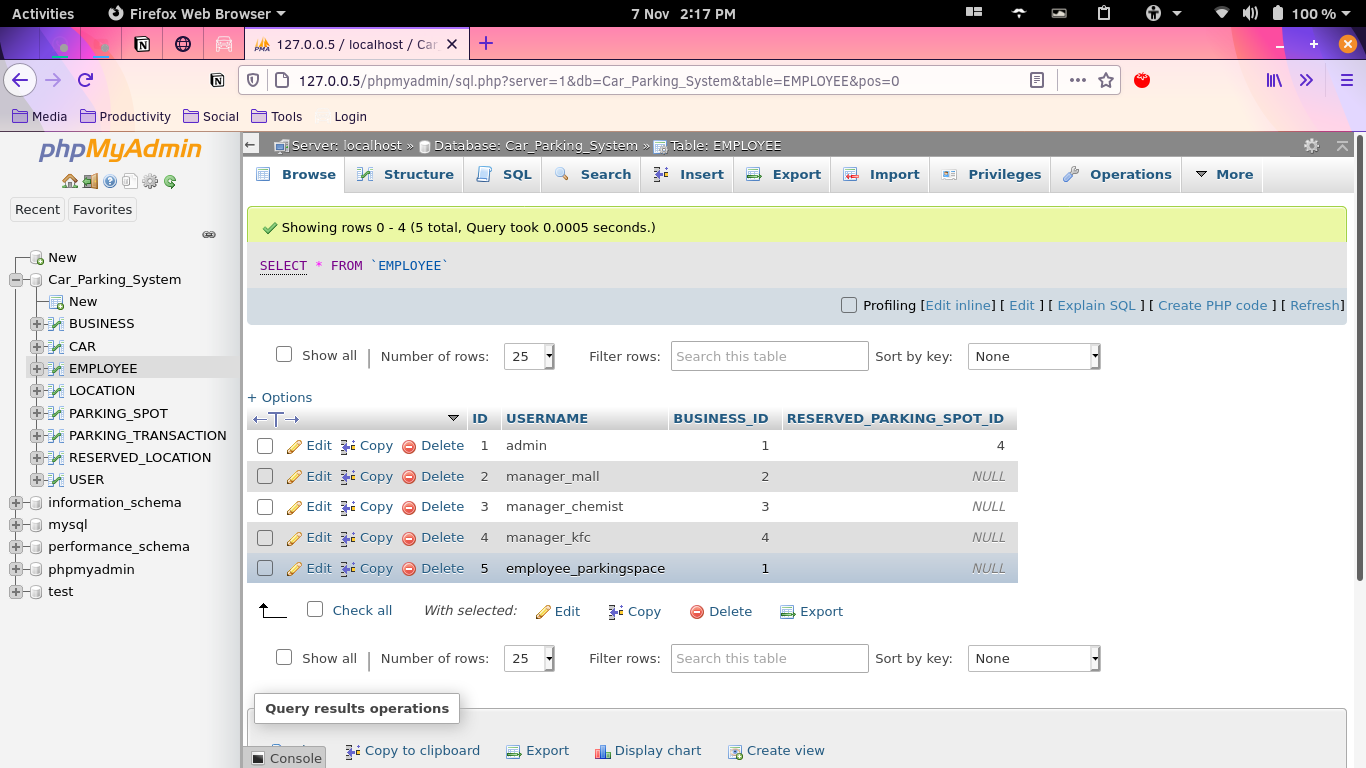 Activities Firefox Web Browser 7 Nov 2:17 PM 100 %
127.0.0.5 / localhost / Car
127.0.0.5/phpmyadmin/sql.php?server=1&db=Car_Parking_System&table=EMPLOYEE&pos=0
Media Productivity Social Tools Login
phpMyAdmin
Recent Favorites
New
Car_Parking_System
New
BUSINESS
CAR
EMPLOYEE
LOCATION
PARKING_SPOT
PARKING_TRANSACTION
RESERVED_LOCATION
USER
information_schema
mysql
performance_schema
phpmyadmin
test
Server: localhost » Database: Car_Parking_System » Table: EMPLOYEE
Browse Structure SQL Search Insert Export Import Privileges Operations More
Showing rows 0 - 4 (5 total, Query took 0.0005 seconds.)
SELECT * FROM `EMPLOYEE`
Profiling [Edit inline] [ Edit ] [ Explain SQL ] [ Create PHP code ] [ Refresh]
Show all | Number of rows: 25 Filter rows: Search this table Sort by key: None
+ Options
←T→ ID USERNAME BUSINESS_ID RESERVED_PARKING_SPOT_ID
Edit Copy Delete 1 admin 1 4
Edit Copy Delete 2 manager_mall 2 NULL
Edit Copy Delete 3 manager_chemist 3 NULL
Edit Copy Delete 4 manager_kfc 4 NULL
Edit Copy Delete 5 employee_parkingspace 1 NULL
Check all With selected: Edit Copy Delete Export
Show all | Number of rows: 25 Filter rows: Search this table Sort by key: None
Query results operations
Copy to clipboard Export Display chart Create view
Console